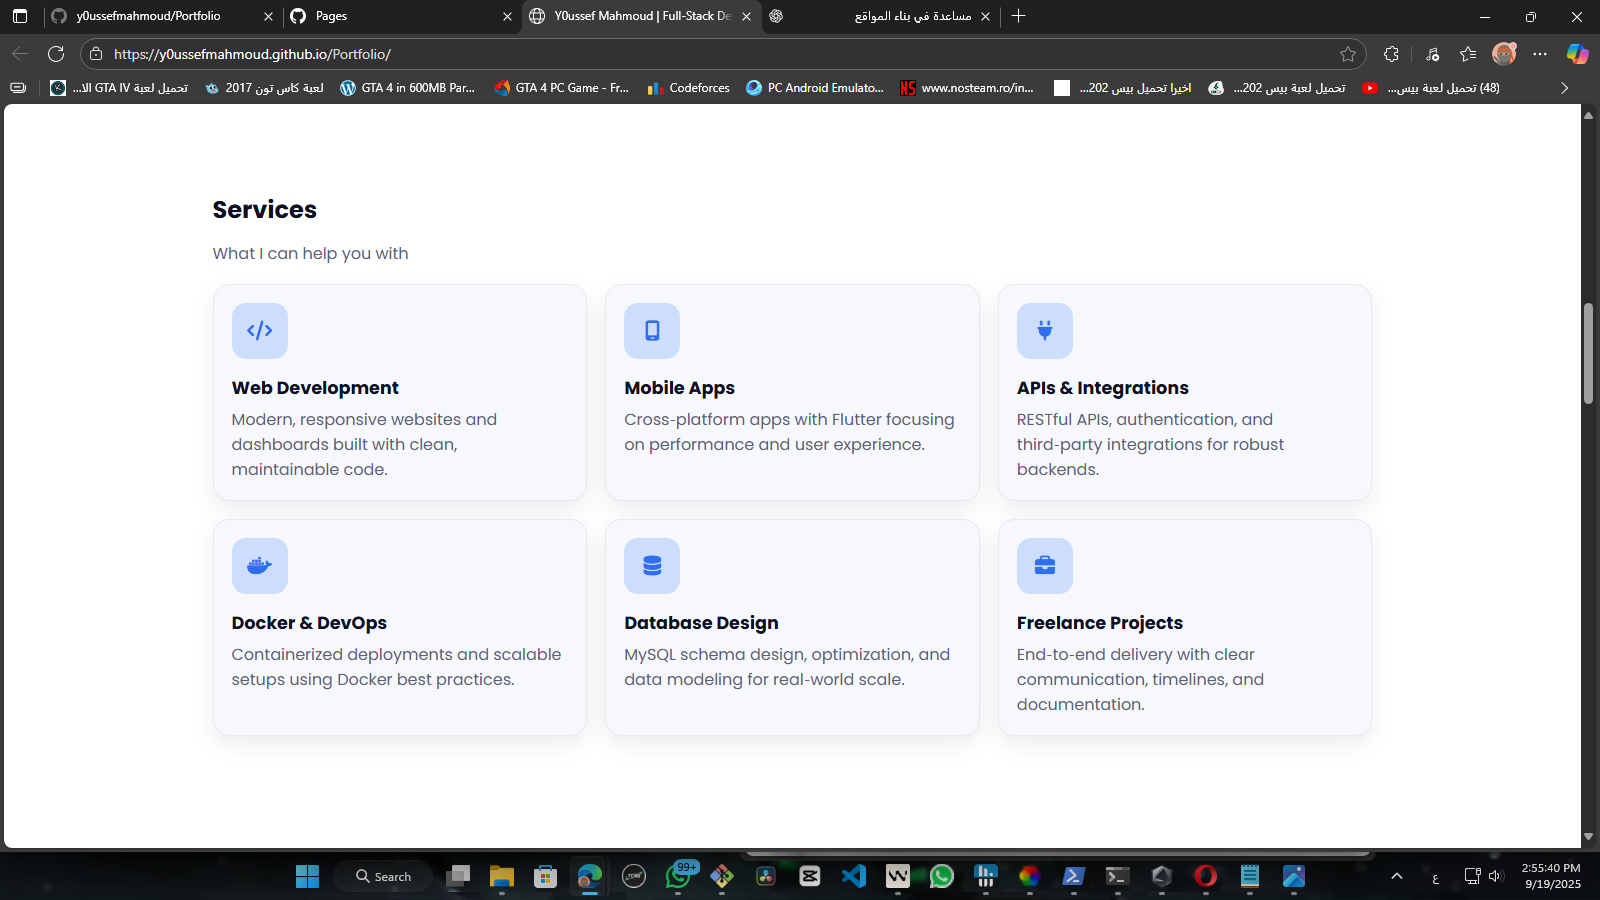 y0ussefmahmoud/Portfolio
Pages
Y0ussef Mahmoud | Full-Stack De
مساعدة في بناء المواقع
https://y0ussefmahmoud.github.io/Portfolio/
تحميل لعبة GTA IV الا...
لعبة كاس تون 2017
GTA 4 in 600MB Par...
GTA 4 PC Game - Fr...
Codeforces
PC Android Emulato...
NS
www.nosteam.ro/in...
اخيرا تحميل بيس 202...
تحميل لعبة بيس 202...
(48) تحميل لعبة بيس...
Services
What I can help you with
Web Development
Modern, responsive websites and
dashboards built with clean,
maintainable code.
Mobile Apps
Cross-platform apps with Flutter focusing
on performance and user experience.
APIs & Integrations
RESTful APIs, authentication, and
third-party integrations for robust
backends.
Docker & DevOps
Containerized deployments and scalable
setups using Docker best practices.
Database Design
MySQL schema design, optimization, and
data modeling for real-world scale.
Freelance Projects
End-to-end delivery with clear
communication, timelines, and
documentation.
Search
99+
ع
2:55:40 PM
9/19/2025